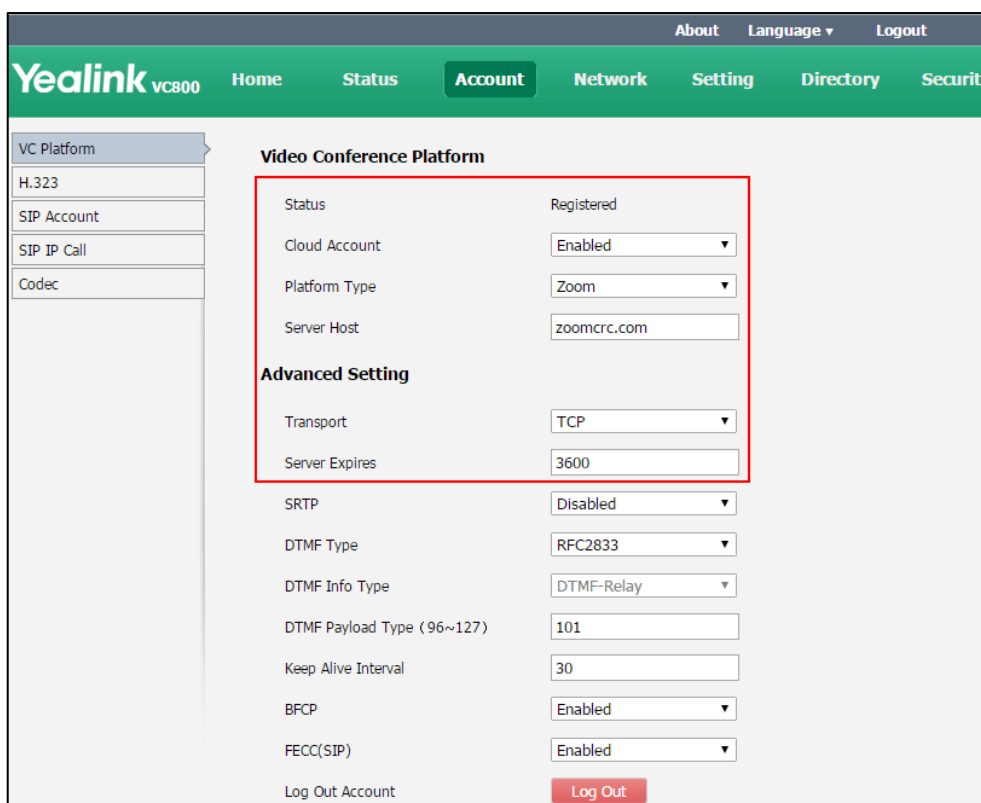 About Language ▾ Logout
Yealink VC800 Home Status Account Network Setting Directory Securit
VC Platform
H.323
SIP Account
SIP IP Call
Codec
Video Conference Platform
Status Registered
Cloud Account Enabled
Platform Type Zoom
Server Host zoomcrc.com
Advanced Setting
Transport TCP
Server Expires 3600
SRTP Disabled
DTMF Type RFC2833
DTMF Info Type DTMF-Relay
DTMF Payload Type (96~127) 101
Keep Alive Interval 30
BFCP Enabled
FECC(SIP) Enabled
Log Out Account Log Out